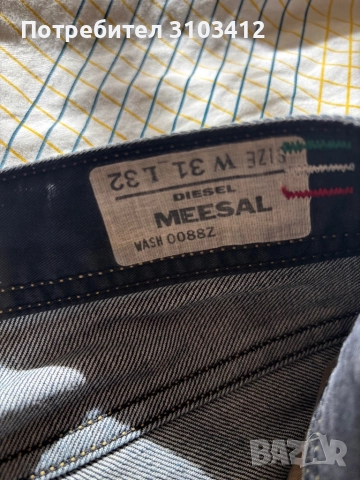 Потребител 3103412
SIZE W 31 L 32
DIESEL
MEESAL
WASH 0088Z
BAZAR